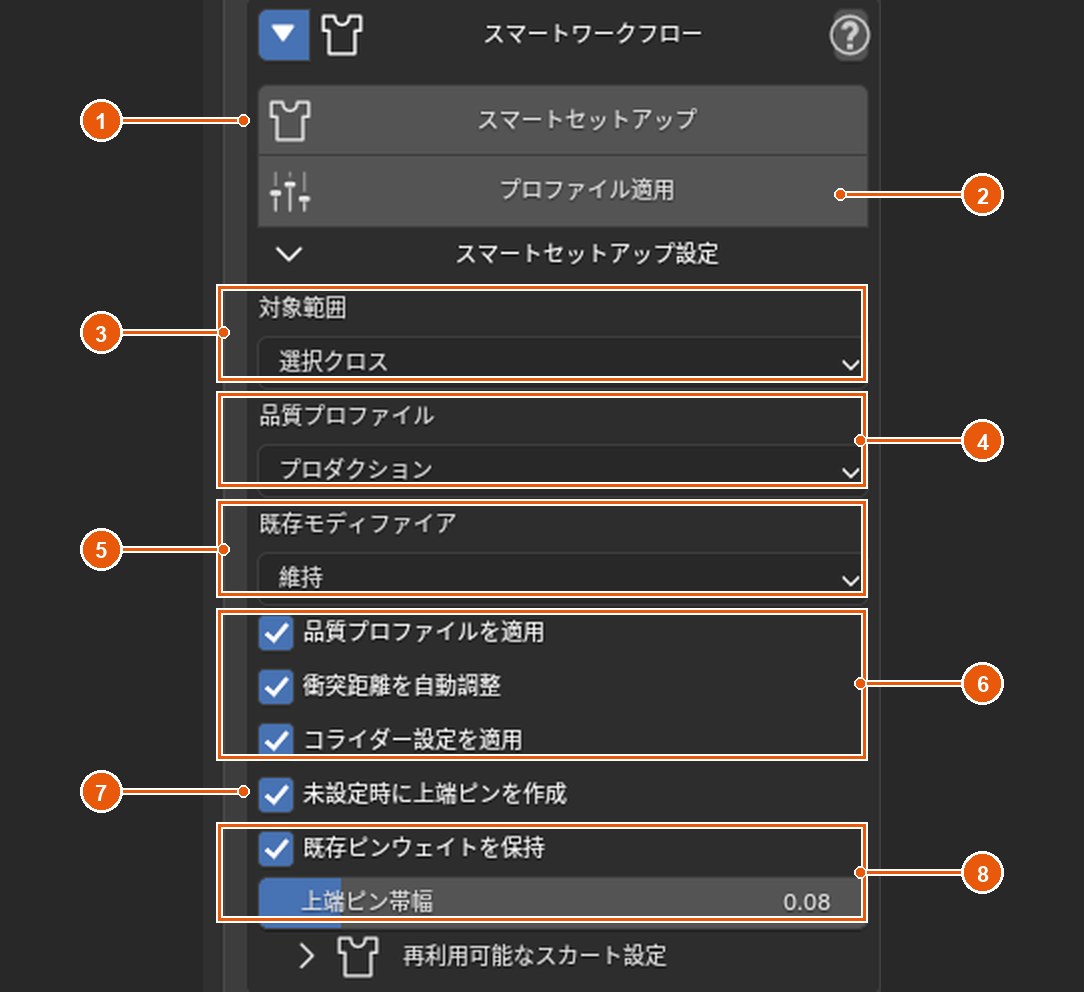 スマートワークフロー
?
1
スマートセットアップ
プロファイル適用
2
スマートセットアップ設定
対象範囲
3
選択クロス
品質プロファイル
4
プロダクション
既存モディファイア
5
維持
品質プロファイルを適用
衝突距離を自動調整
6
コライダー設定を適用
7
未設定時に上端ピンを作成
既存ピンウェイトを保持
8
上端ピン帯幅 0.08
再利用可能なスカート設定